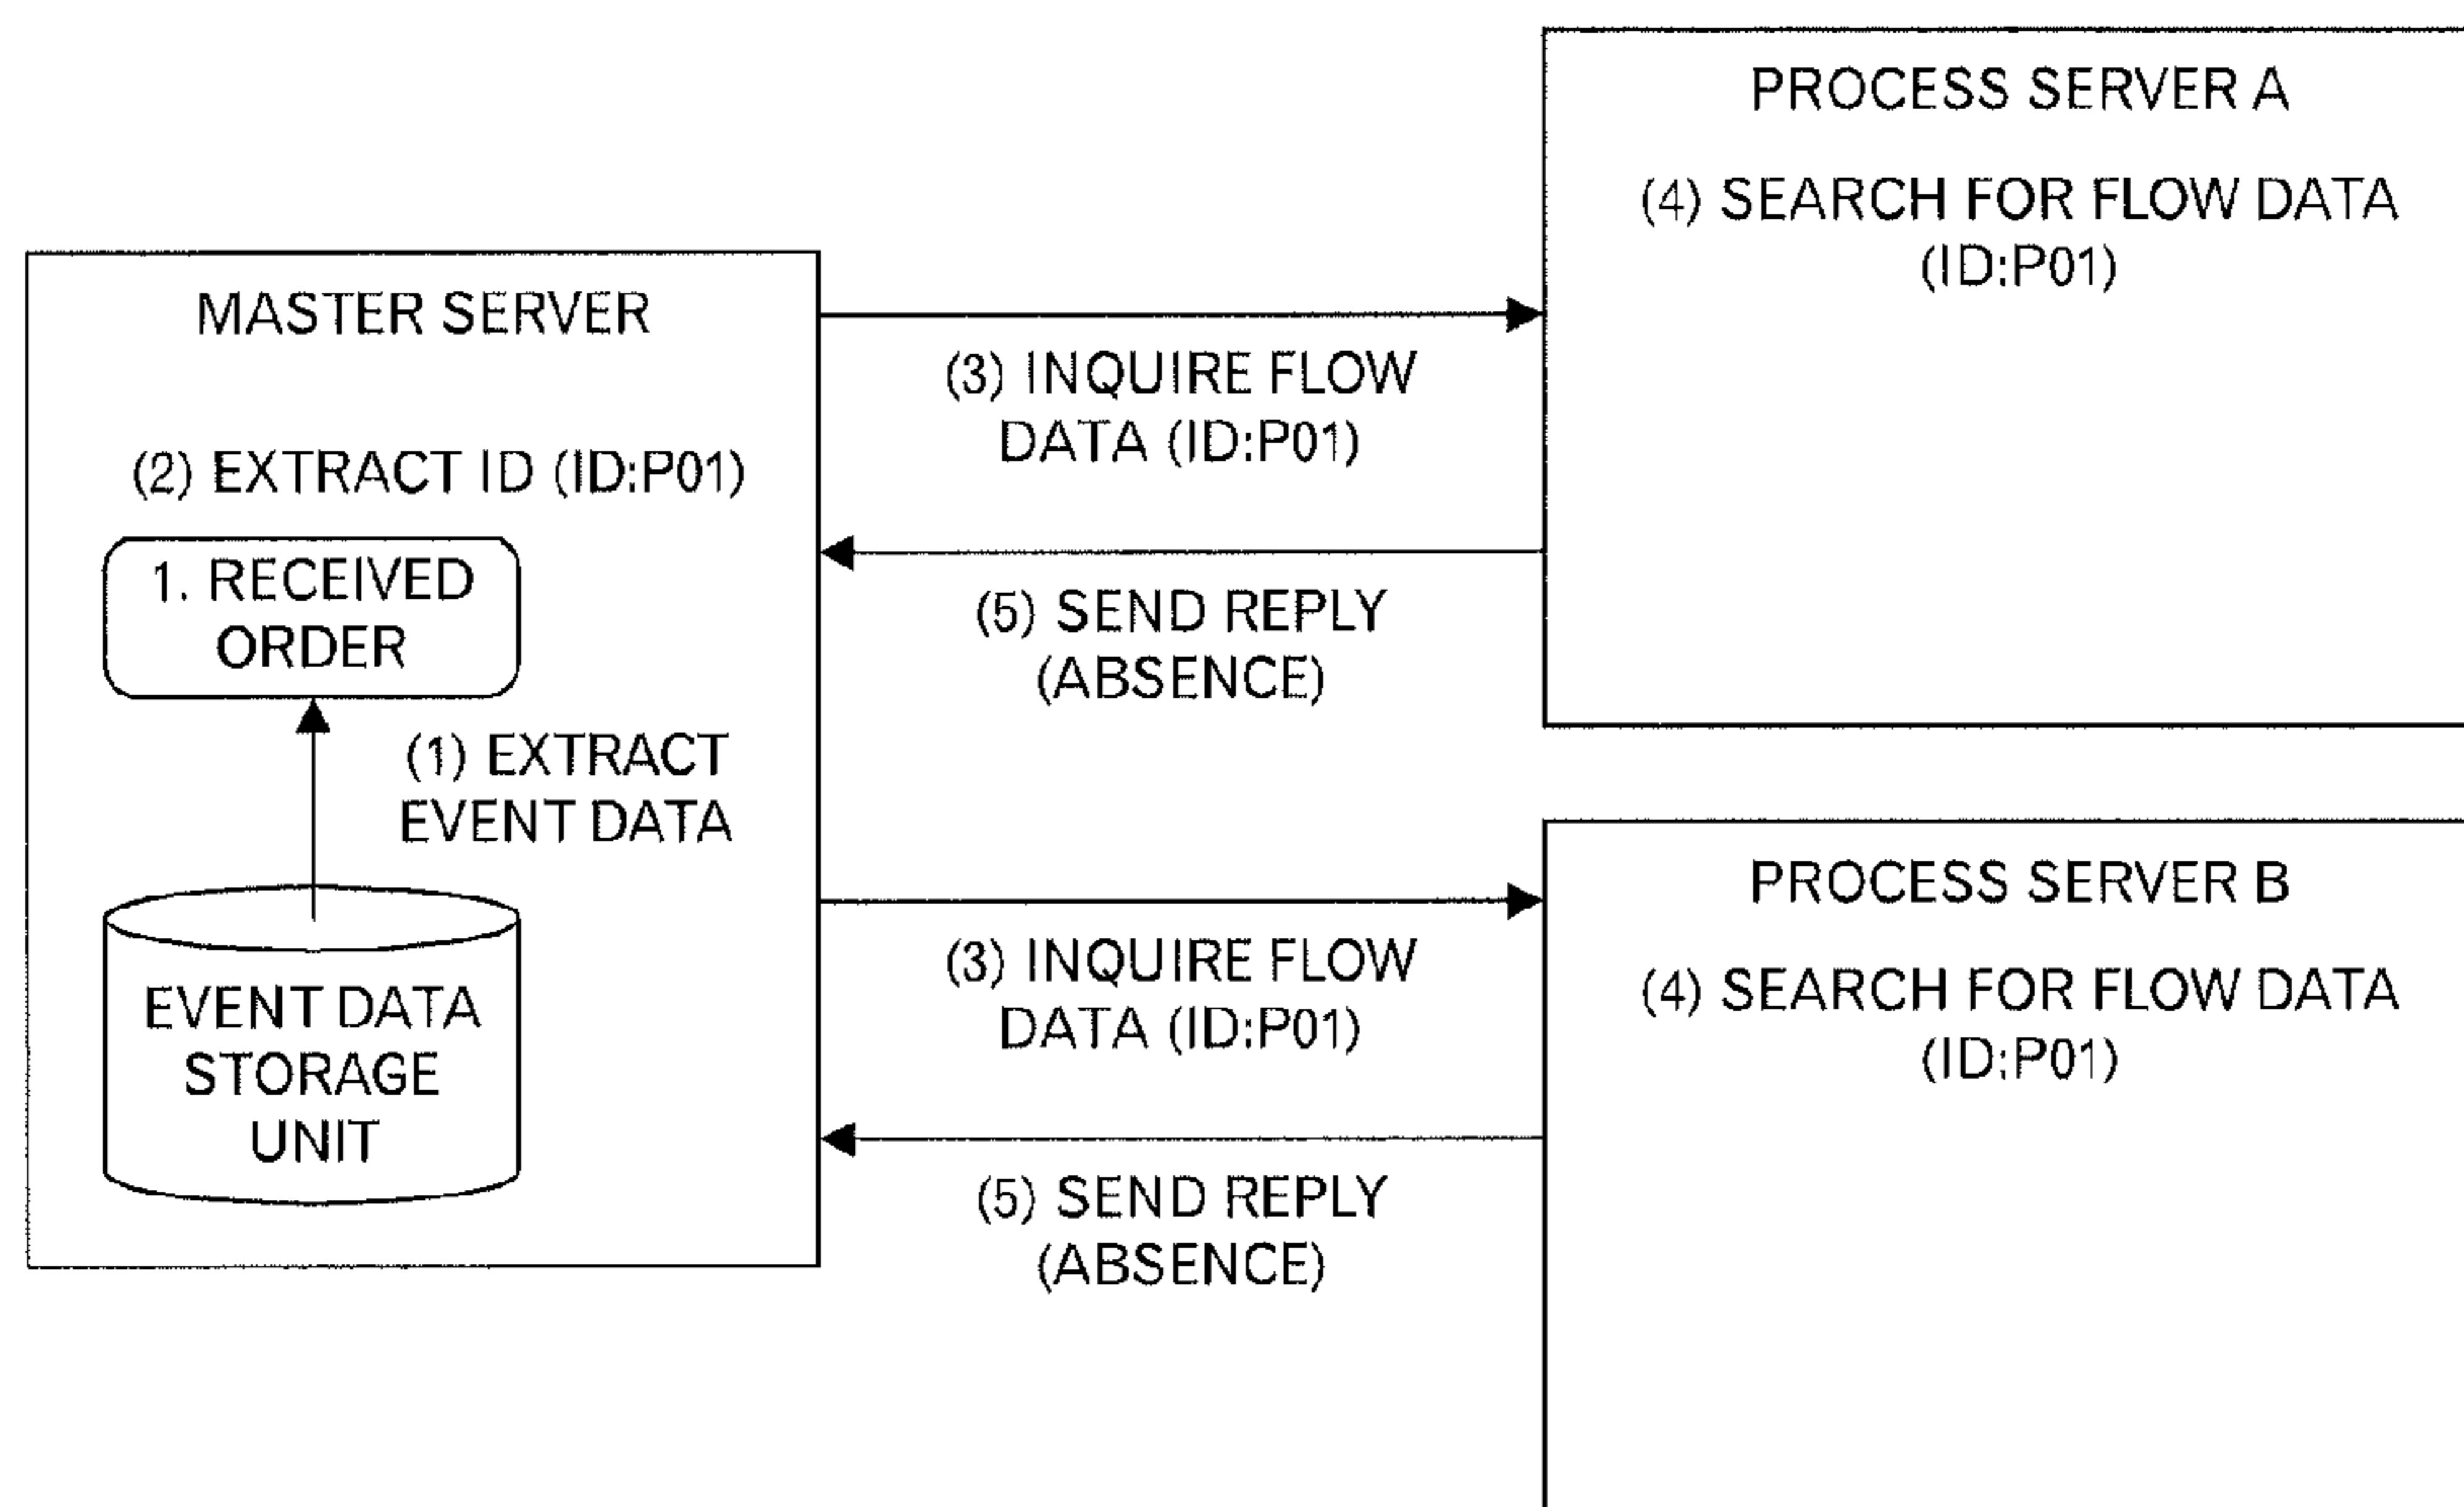 PROCESS SERVER A
(4) SEARCH FOR FLOW DATA
(ID:P01)
MASTER SERVER
(2) EXTRACT ID (ID:P01)
1. RECEIVED
ORDER
(1) EXTRACT
EVENT DATA
EVENT DATA
STORAGE
UNIT
(3) INQUIRE FLOW
DATA (ID:P01)
(5) SEND REPLY
(ABSENCE)
(3) INQUIRE FLOW
DATA (ID:P01)
(5) SEND REPLY
(ABSENCE)
PROCESS SERVER B
(4) SEARCH FOR FLOW DATA
(ID:P01)